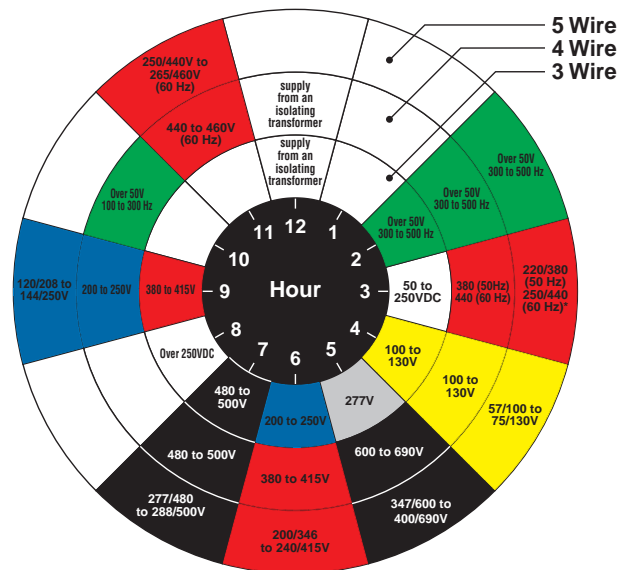 5 Wire
4 Wire
3 Wire
250/440V to
265/460V
(60 Hz)
440 to 460V
(60 Hz)
supply
from an
isolating
transformer
supply
from an
isolating
transformer
Over 50V
300 to 500 Hz
Over 50V
300 to 500 Hz
Over 50V
300 to 500 Hz
Over 50V
100 to 300 Hz
120/208 to
144/250V
200 to 250V
380 to 415V
12
1
2
3
4
5
6
7
8
9
10
11
Hour
50 to
250VDC
380 (50Hz)
440 (60 Hz)
220/380
(50 Hz)
250/440
(60 Hz)*
100 to
130V
100 to
130V
57/100 to
75/130V
277V
600 to 690V
347/600 to
400/690V
200 to 250V
380 to 415V
200/346
to 240/415V
480 to
500V
480 to 500V
277/480
to 288/500V
Over 250VDC